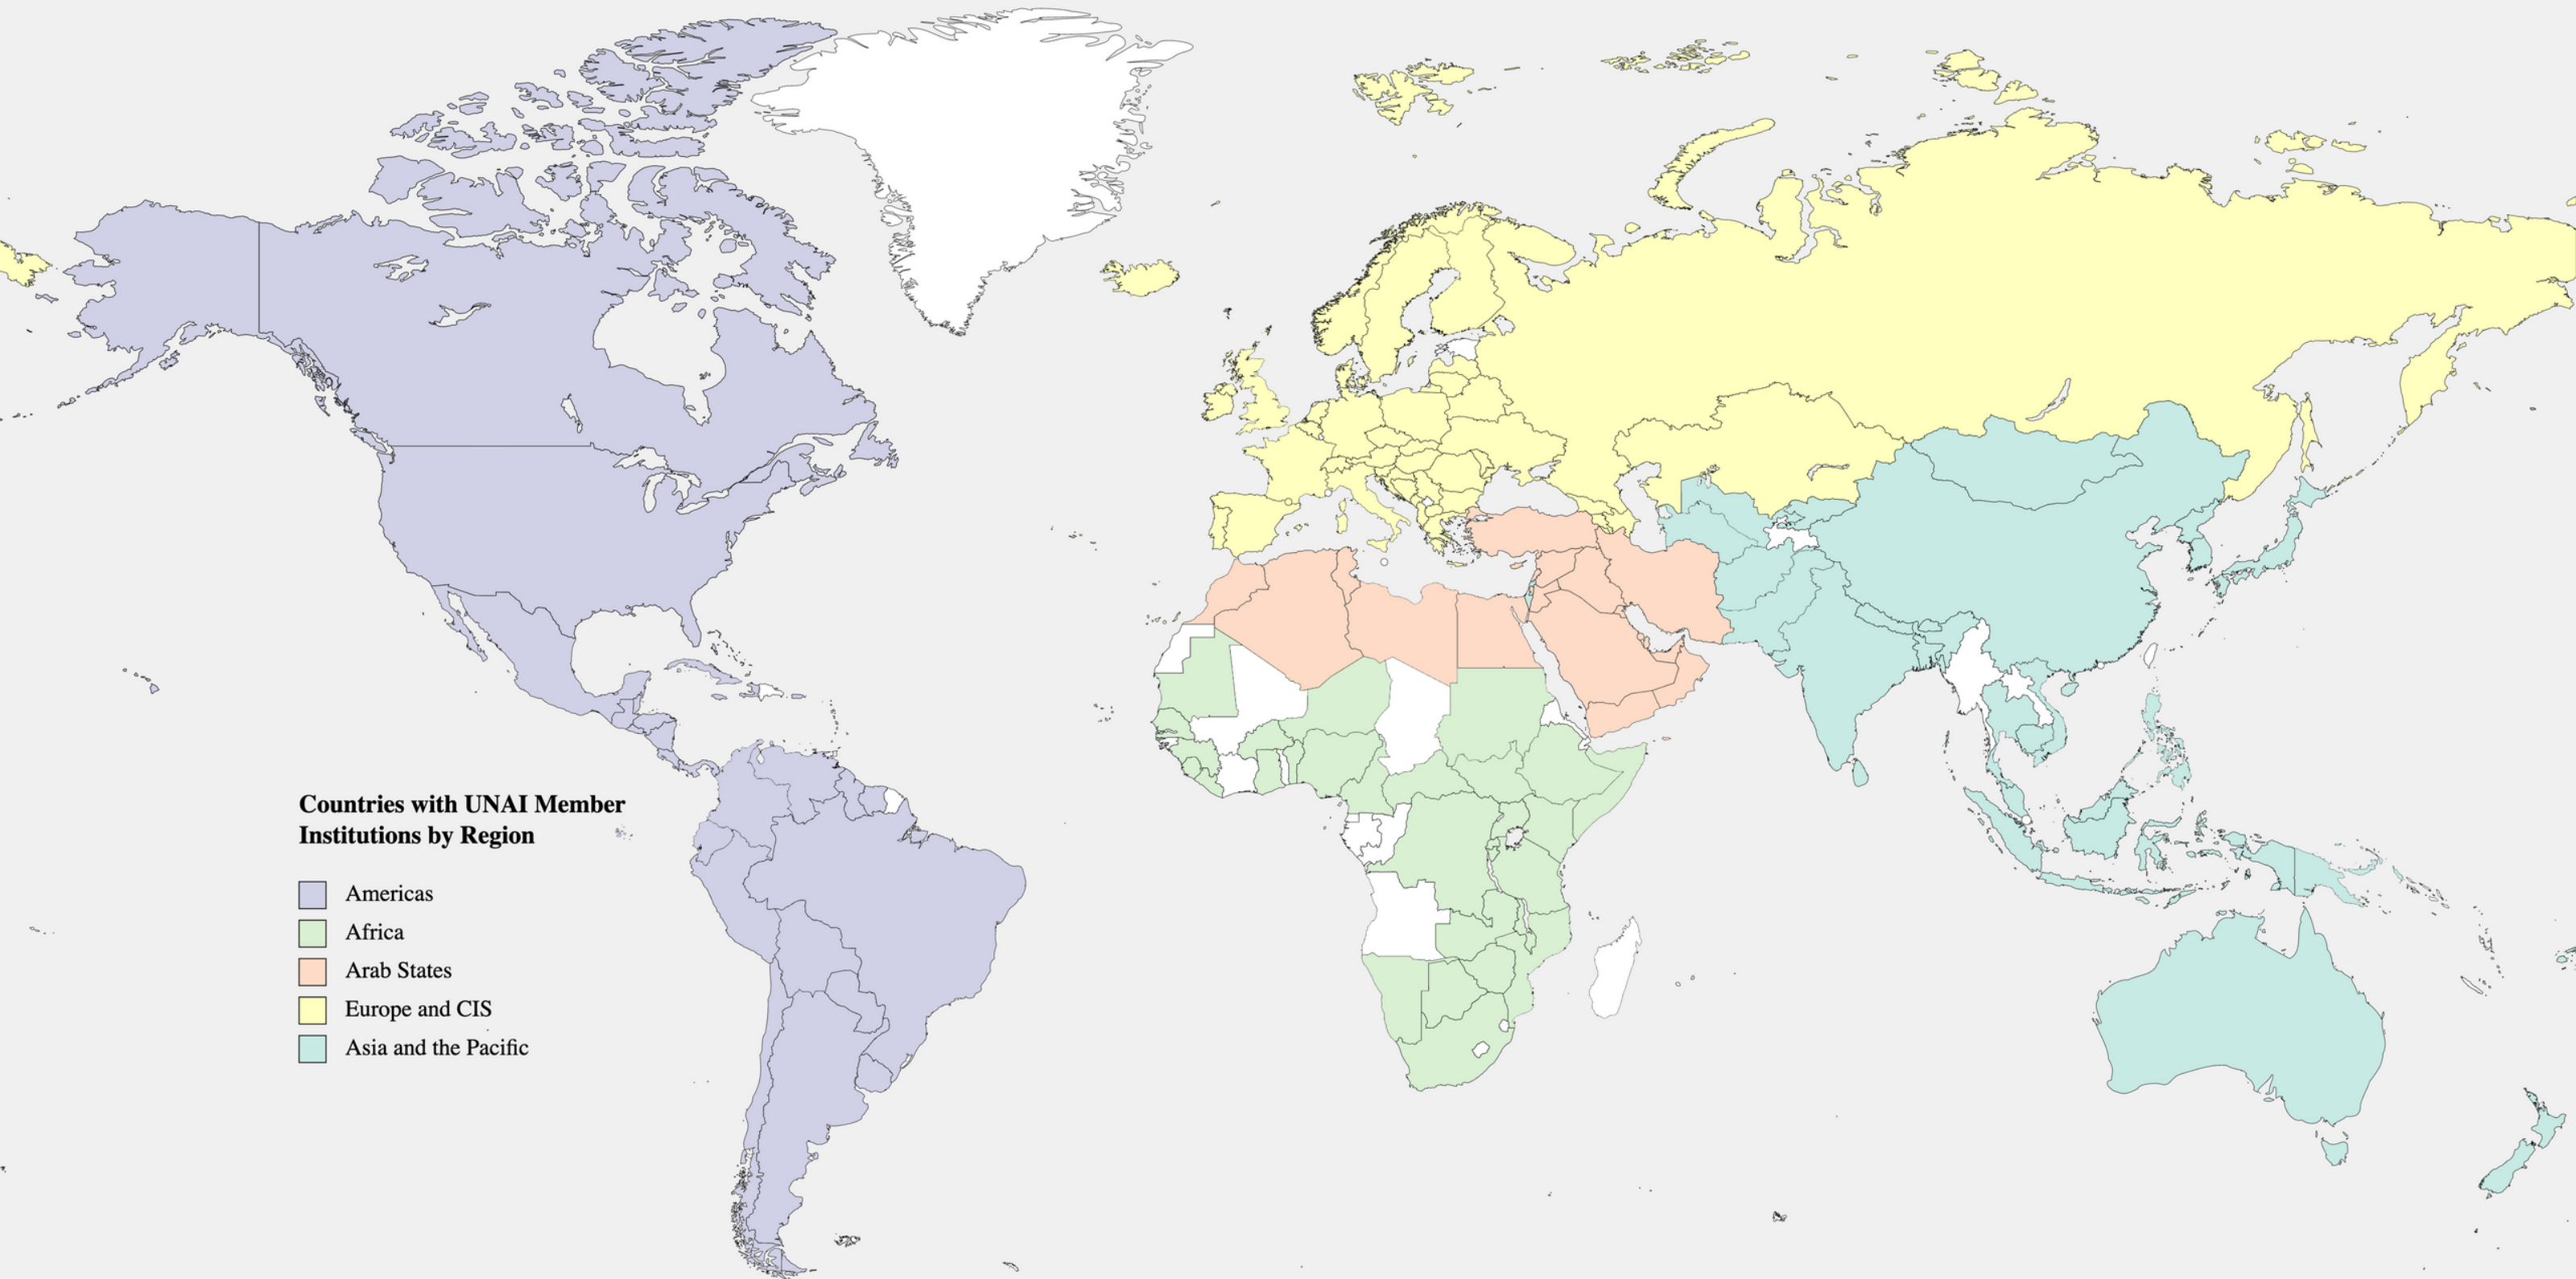 Countries with UNAI Member
Institutions by Region
Americas
Africa
Arab States
Europe and CIS
Asia and the Pacific